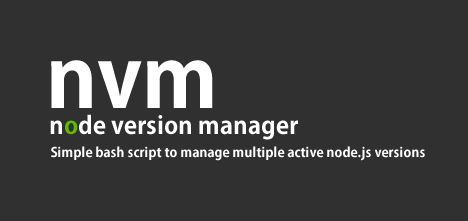 nvm
node version manager
Simple bash script to manage multiple active node.js versions